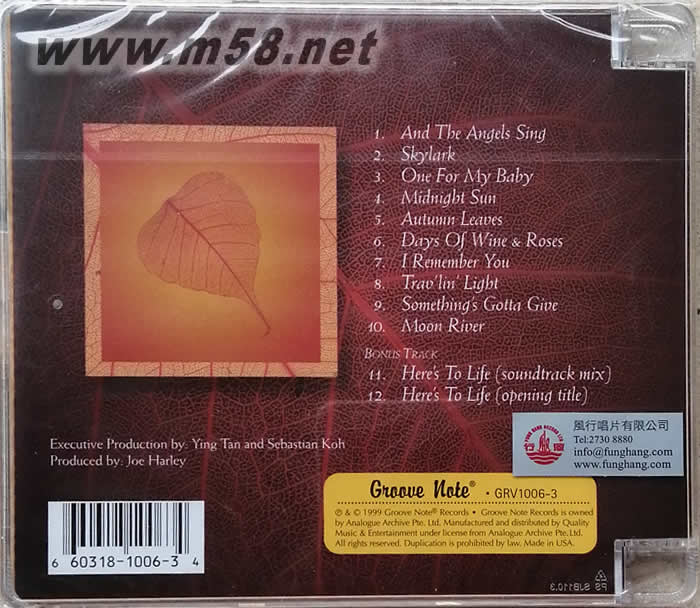 www.m58.net
1. And The Angels Sing
2. Skylark
3. One For My Baby
4. Midnight Sun
5. Autumn Leaves
6. Days Of Wine & Roses
7. I Remember You
8. Trav'lin' Light
9. Something's Gotta Give
10. Moon River
Bonus Track
11. Here's To Life (soundtrack mix)
12. Here's To Life (opening title)
Executive Production by: Ying Tan and Sebastian Koh
Produced by: Joe Harley
風行唱片有限公司
Tel:2730 8880
info@funghang.com
www.funghang.com
Groove Note® • GRV1006-3
℗ & © 1999 Groove Note® Records • Groove Note Records is owned
by Analogue Archive Pte. Ltd. Manufactured and distributed by Quality
Music & Entertainment under license from Analogue Archive Pte.Ltd.
All rights reserved. Duplication is prohibited by law. Made in USA.
6 60318-1006-3 4
PS SJB110.3